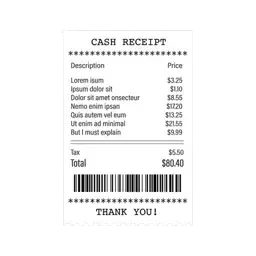 CASH RECEIPT
************************
Description Price
Lorem isum $3.25
Ipsum dolor sit $1.10
Dolor sit amet onsecteur $8.55
Nemo enim ipsan $17.20
Quis autem vel eum $13.25
Ut enim ad minimal $21.55
But I must explain $9.99
Tax $5.50
Total $80.40
************************
THANK YOU!